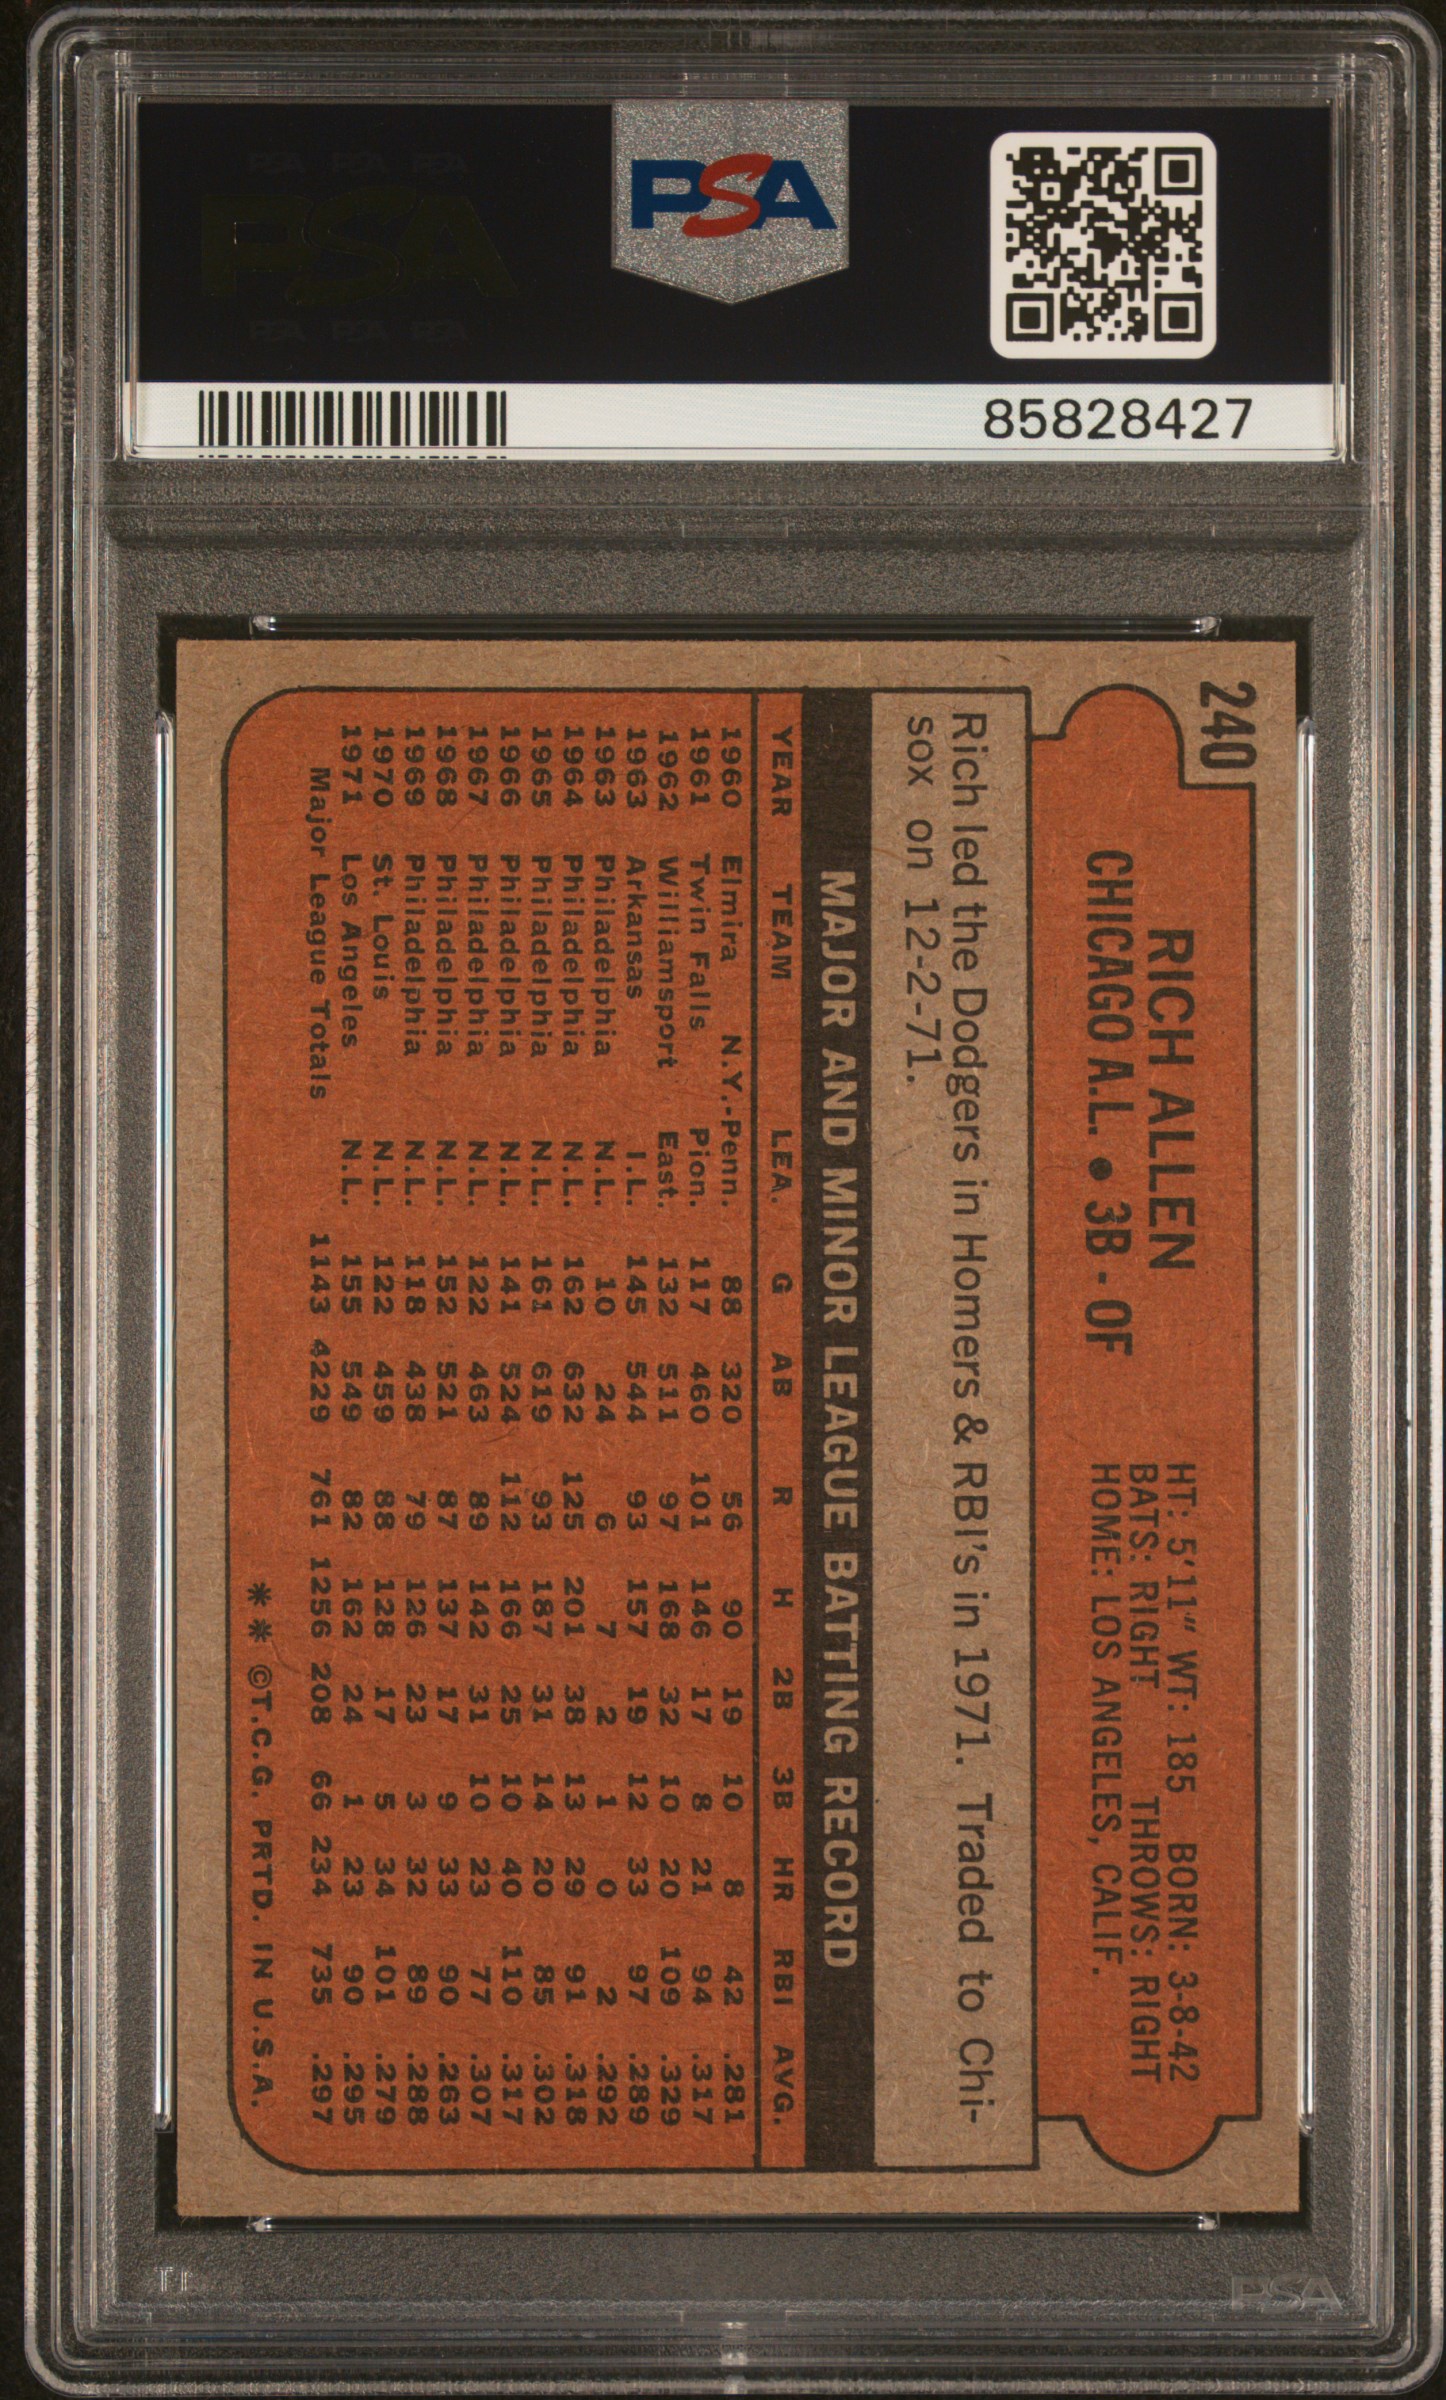 PSA
PSA PSA PSA
PSA
PSA PSA PSA
85828427
240
RICH ALLEN
CHICAGO A.L. • 3B - OF
HT: 5'11" WT: 185 BORN: 3-8-42
BATS: RIGHT THROWS: RIGHT
HOME: LOS ANGELES, CALIF.
Rich led the Dodgers in Homers & RBI's in 1971. Traded to Chi-
sox on 12-2-71.
MAJOR AND MINOR LEAGUE BATTING RECORD
YEAR TEAM LEA. G AB R H 2B 3B HR RBI AVG.
1960 Elmira N.Y.-Penn. 88 320 56 90 19 10 8 42 .281
1961 Twin Falls Pion. 117 460 101 146 17 8 21 94 .317
1962 Williamsport East. 132 511 97 168 32 10 20 109 .329
1963 Arkansas I.L. 145 544 93 157 19 12 33 97 .289
1963 Philadelphia N.L. 10 24 6 7 2 1 0 2 .292
1964 Philadelphia N.L. 162 632 125 201 38 13 29 91 .318
1965 Philadelphia N.L. 161 619 93 187 31 14 20 85 .302
1966 Philadelphia N.L. 141 524 112 166 25 10 40 110 .317
1967 Philadelphia N.L. 122 463 89 142 31 10 23 77 .307
1968 Philadelphia N.L. 152 521 87 137 17 9 33 90 .263
1969 Philadelphia N.L. 118 438 79 126 23 3 32 89 .288
1970 St. Louis N.L. 122 459 88 128 17 5 34 101 .279
1971 Los Angeles N.L. 155 549 82 162 24 1 23 90 .295
Major League Totals 1143 4229 761 1256 208 66 234 735 .297
** ©T.C.G. PRTD. IN U.S.A.
PSA